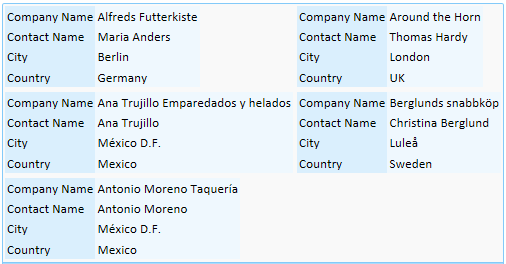 Company Name Alfreds Futterkiste
Contact Name Maria Anders
City Berlin
Country Germany
Company Name Around the Horn
Contact Name Thomas Hardy
City London
Country UK
Company Name Ana Trujillo Emparedados y helados
Contact Name Ana Trujillo
City México D.F.
Country Mexico
Company Name Berglunds snabbköp
Contact Name Christina Berglund
City Luleå
Country Sweden
Company Name Antonio Moreno Taquería
Contact Name Antonio Moreno
City México D.F.
Country Mexico